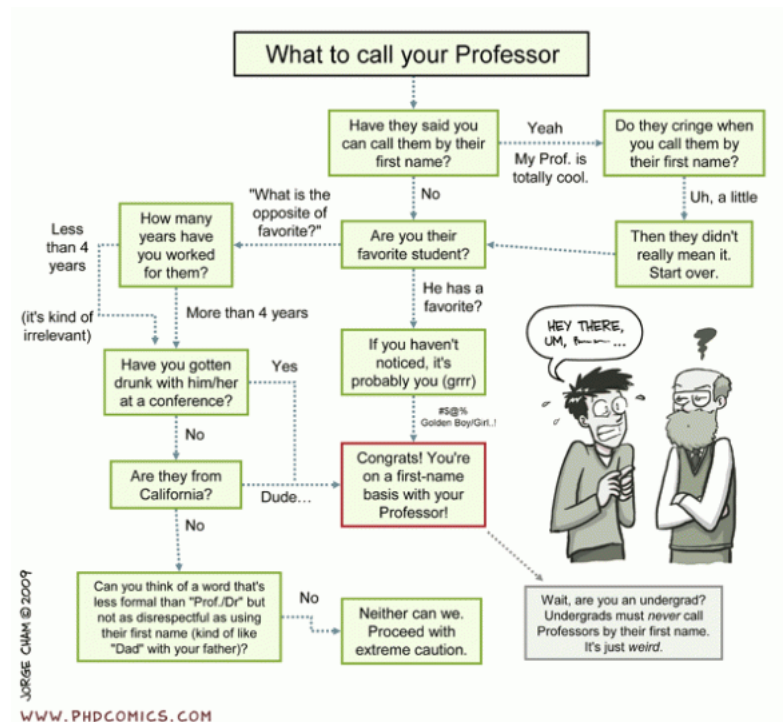 What to call your Professor
Have they said you
can call them by their
first name?
Yeah
My Prof. is
totally cool.
Do they cringe when
you call them by
their first name?
No
Uh, a little
"What is the
opposite of
favorite?"
Less
than 4
years
How many
years have
you worked
for them?
Are you their
favorite student?
Then they didn't
really mean it.
Start over.
He has a
favorite?
(it's kind of
irrelevant)
More than 4 years
HEY THERE,
UM, ...
?
If you haven't
noticed, it's
probably you (grrr)
Have you gotten
drunk with him/her
at a conference?
Yes
#$@%
Golden Boy/Girl..!
No
Congrats! You're
on a first-name
basis with your
Professor!
Are they from
California?
Dude...
No
Can you think of a word that's
less formal than "Prof./Dr" but
not as disrespectful as using
their first name (kind of like
"Dad" with your father)?
No
Neither can we.
Proceed with
extreme caution.
Wait, are you an undergrad?
Undergrads must never call
Professors by their first name.
It's just weird.
JORGE CHAM © 2009
WWW.PHDCOMICS.COM